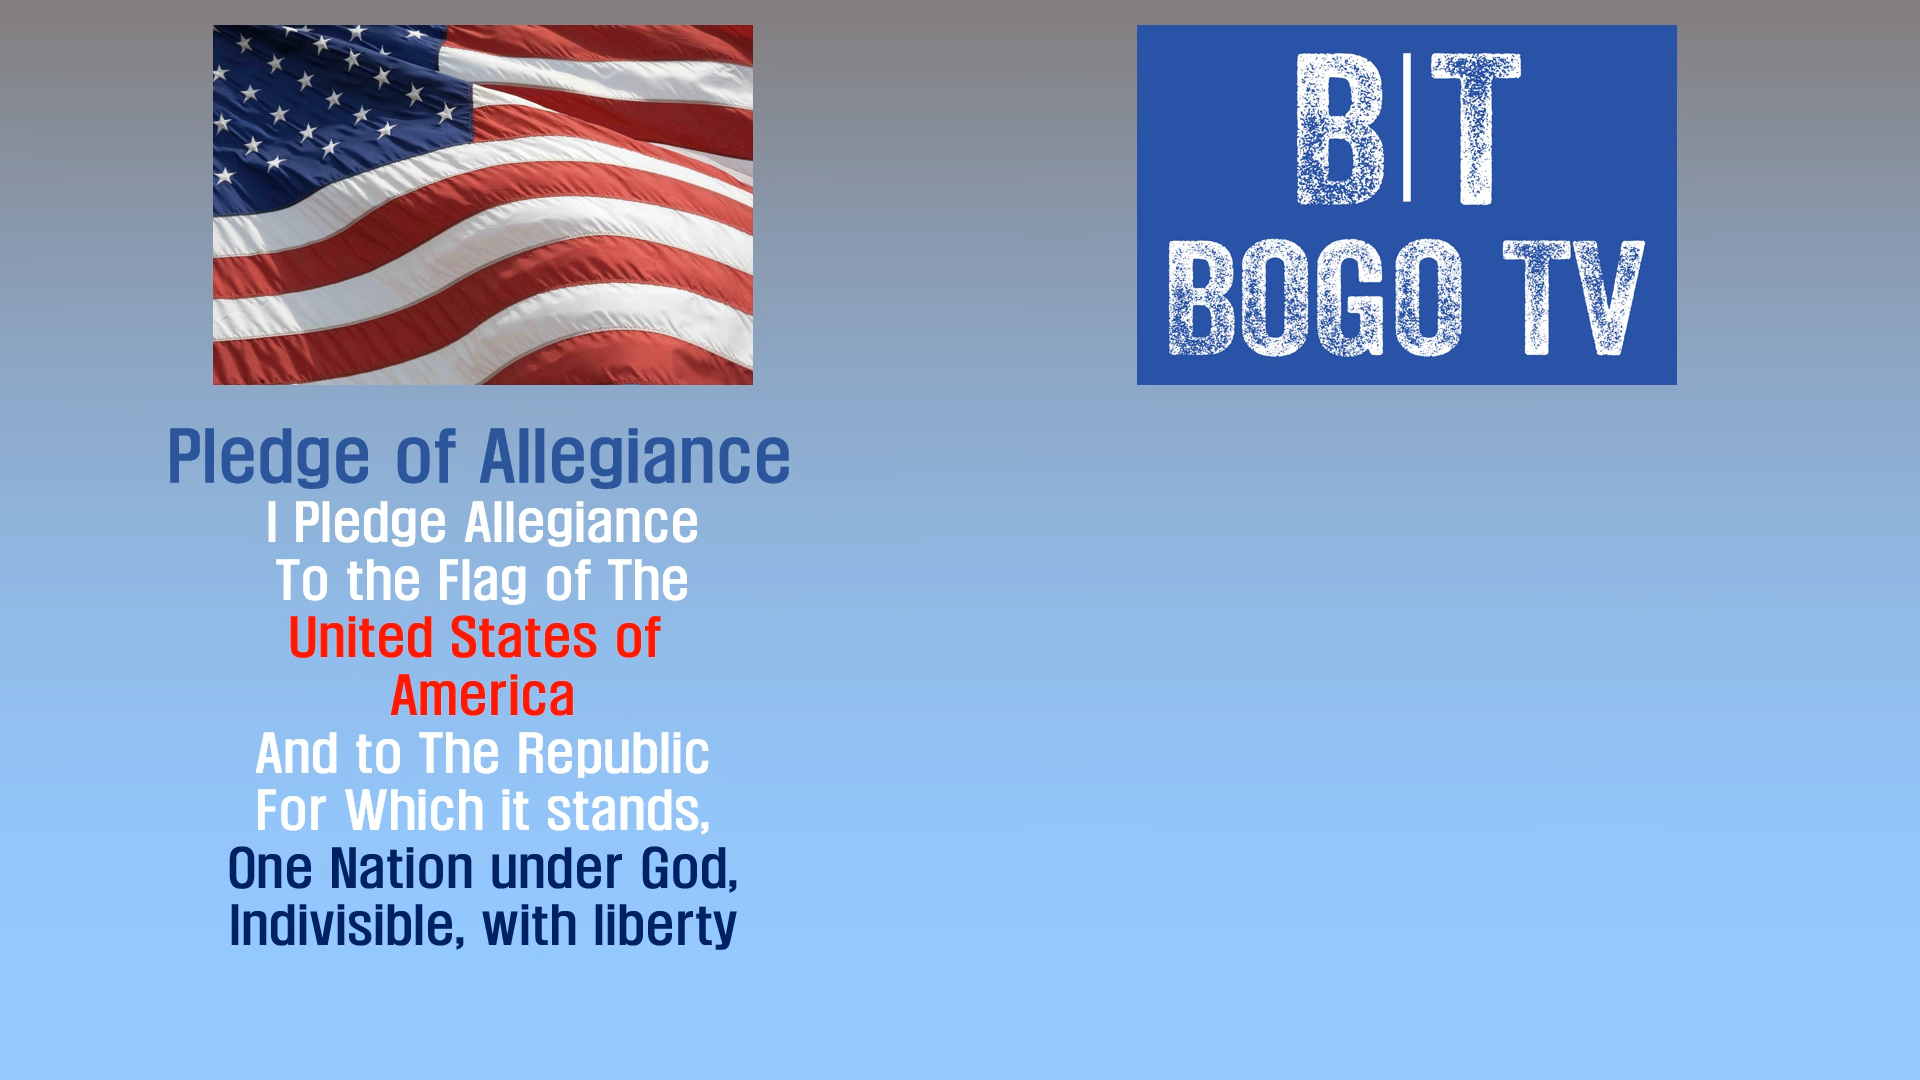 B|T
BOGO TV
Pledge of Allegiance
I Pledge Allegiance
To the Flag of The
United States of
America
And to The Republic
For Which it stands,
One Nation under God,
Indivisible, with liberty